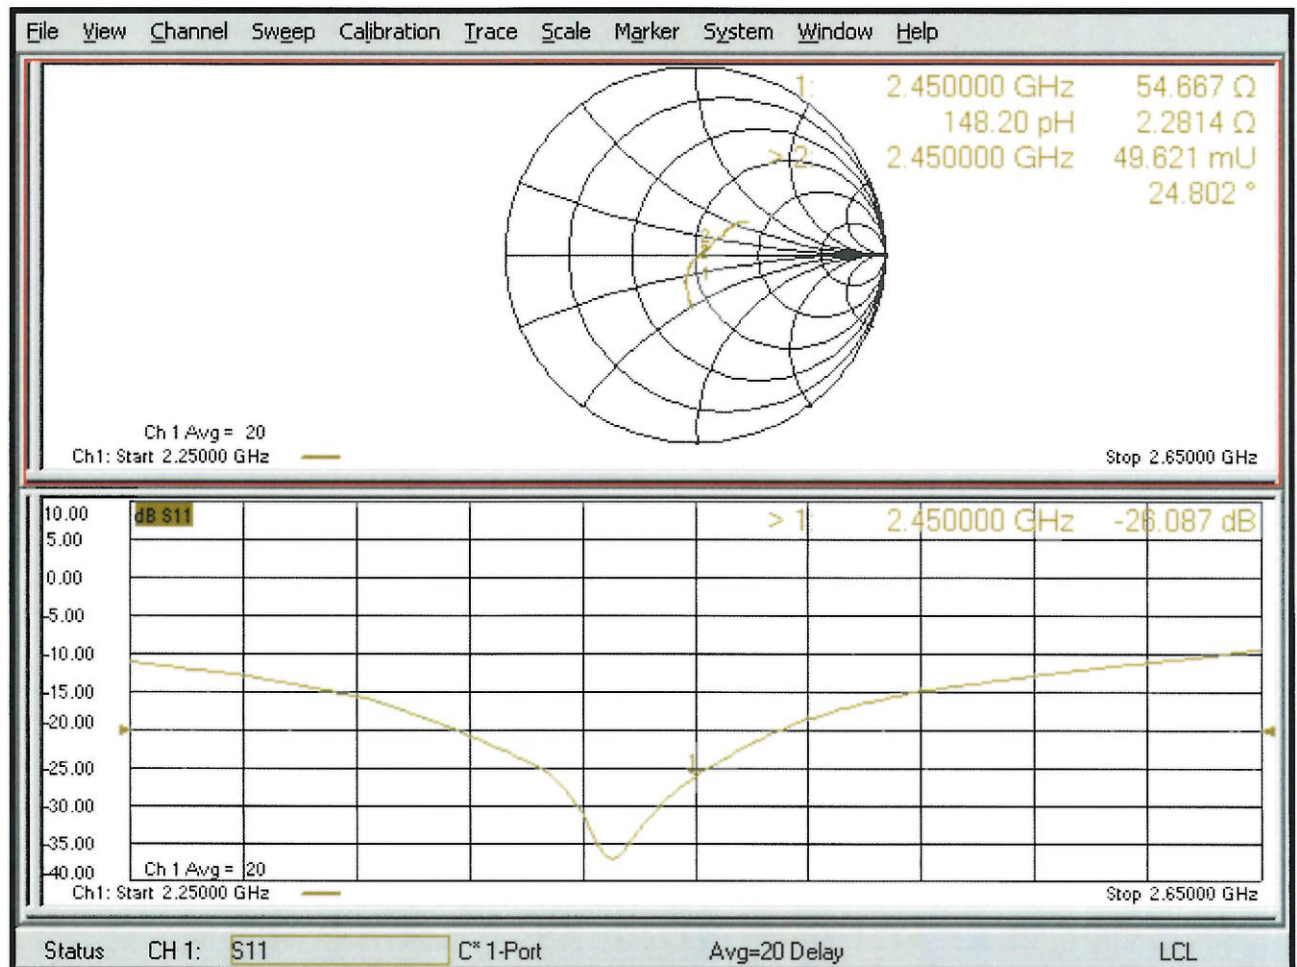 File View Channel Sweep Calibration Trace Scale Marker System Window Help
1: 2.450000 GHz 54.667 Ω
148.20 pH 2.2814 Ω
> 2: 2.450000 GHz 49.621 mU
24.802 °
2
2
1
Ch 1 Avg = 20
Ch1: Start 2.25000 GHz Stop 2.65000 GHz
10.00 dB S11 > 1: 2.450000 GHz -26.087 dB
5.00
0.00
-5.00
-10.00
-15.00
-20.00
-25.00 1
-30.00
-35.00
-40.00 Ch 1 Avg = 20
Ch1: Start 2.25000 GHz Stop 2.65000 GHz
Status CH 1: S11 C* 1-Port Avg=20 Delay LCL